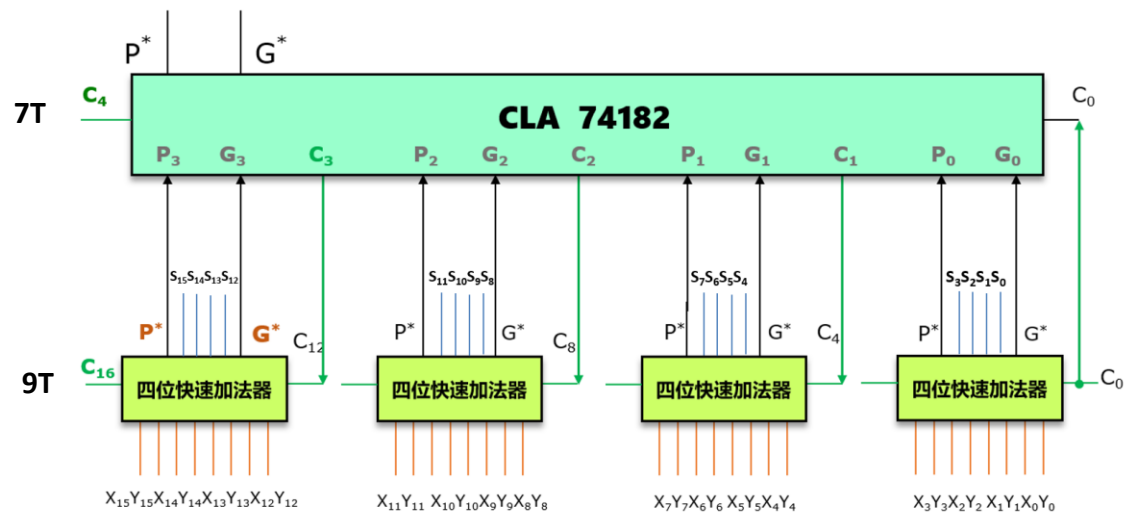 P* G*
7T C₄ CLA 74182 C₀
P₃ G₃ C₃ P₂ G₂ C₂ P₁ G₁ C₁ P₀ G₀
S₁₅S₁₄S₁₃S₁₂ S₁₁S₁₀S₉S₈ S₇S₆S₅S₄ S₃S₂S₁S₀
P* G* C₁₂ P* G* C₈ P* G* C₄ P* G*
9T C₁₆ 四位快速加法器 四位快速加法器 四位快速加法器 四位快速加法器 C₀
X₁₅Y₁₅X₁₄Y₁₄X₁₃Y₁₃X₁₂Y₁₂ X₁₁Y₁₁ X₁₀Y₁₀X₉Y₉X₈Y₈ X₇Y₇X₆Y₆ X₅Y₅X₄Y₄ X₃Y₃X₂Y₂ X₁Y₁X₀Y₀